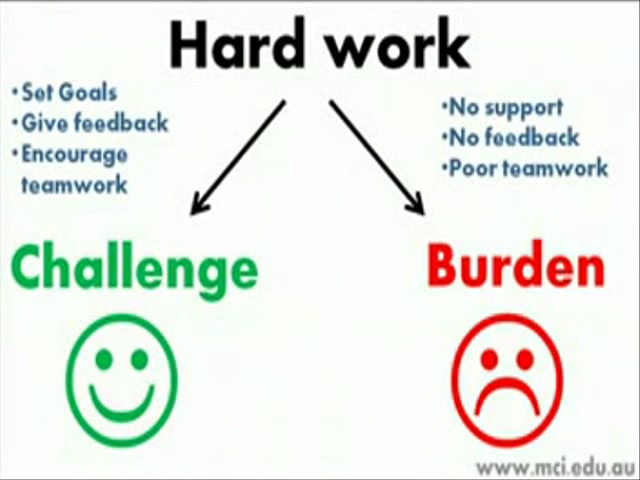 Hard work
•Set Goals
•Give feedback
•Encourage
teamwork
•No support
•No feedback
•Poor teamwork
Challenge
Burden
www.mci.edu.au